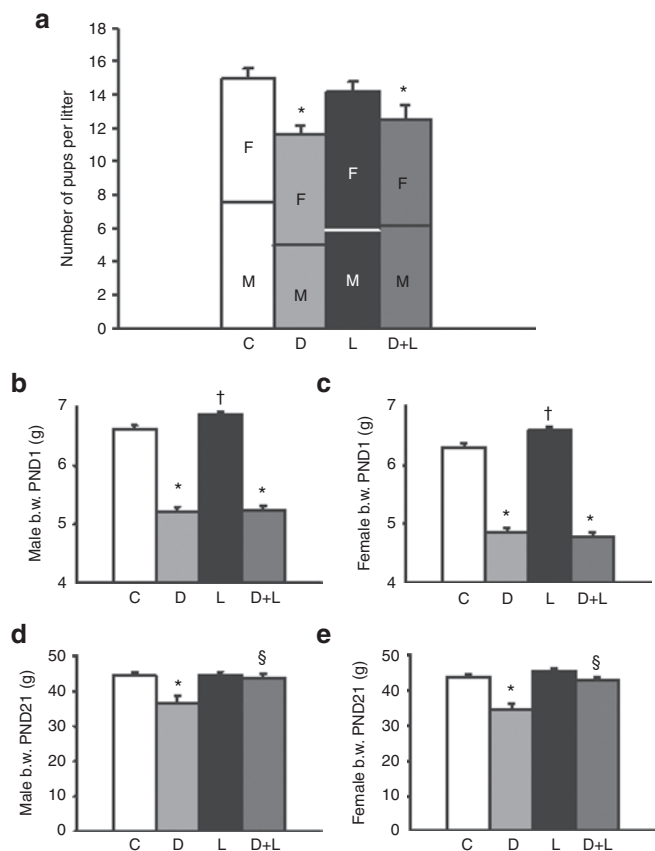 a
Number of pups per litter
18
16
14
12
10
8
6
4
2
0
F
M
*
F
M
F
M
*
F
M
C D L D+L
b
Male b.w. PND1 (g)
7
6
5
4
*
†
*
C D L D+L
c
Female b.w. PND1 (g)
7
6
5
4
*
†
*
C D L D+L
d
Male b.w. PND21 (g)
50
40
30
20
10
0
*
§
C D L D+L
e
Female b.w. PND21 (g)
50
40
30
20
10
0
*
§
C D L D+L